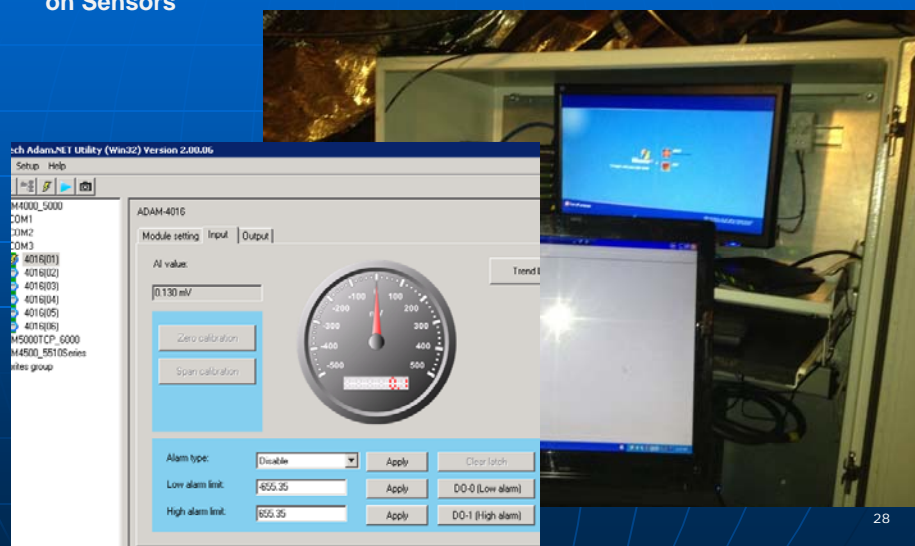 on Sensors
ech Adam.NET Utility (Win32) Version 2.00.06
Setup Help
M4000_5000
COM1
COM2
COM3
4016(01)
4016(02)
4016(03)
4016(04)
4016(05)
4016(06)
M5000TCP_6000
M4500_5510Series
rites group
ADAM-4016
Module setting Input Output
AI value:
0.130 mV
Trend
Zero calibration
Span calibration
-100 100
-200 200
-300 300
-400 400
-500 500
mV
0.1
Alarm type: Disable Apply Clear latch
Low alarm limit: -655.35 Apply DO-0 (Low alarm)
High alarm limit: 655.35 Apply DO-1 (High alarm)
28